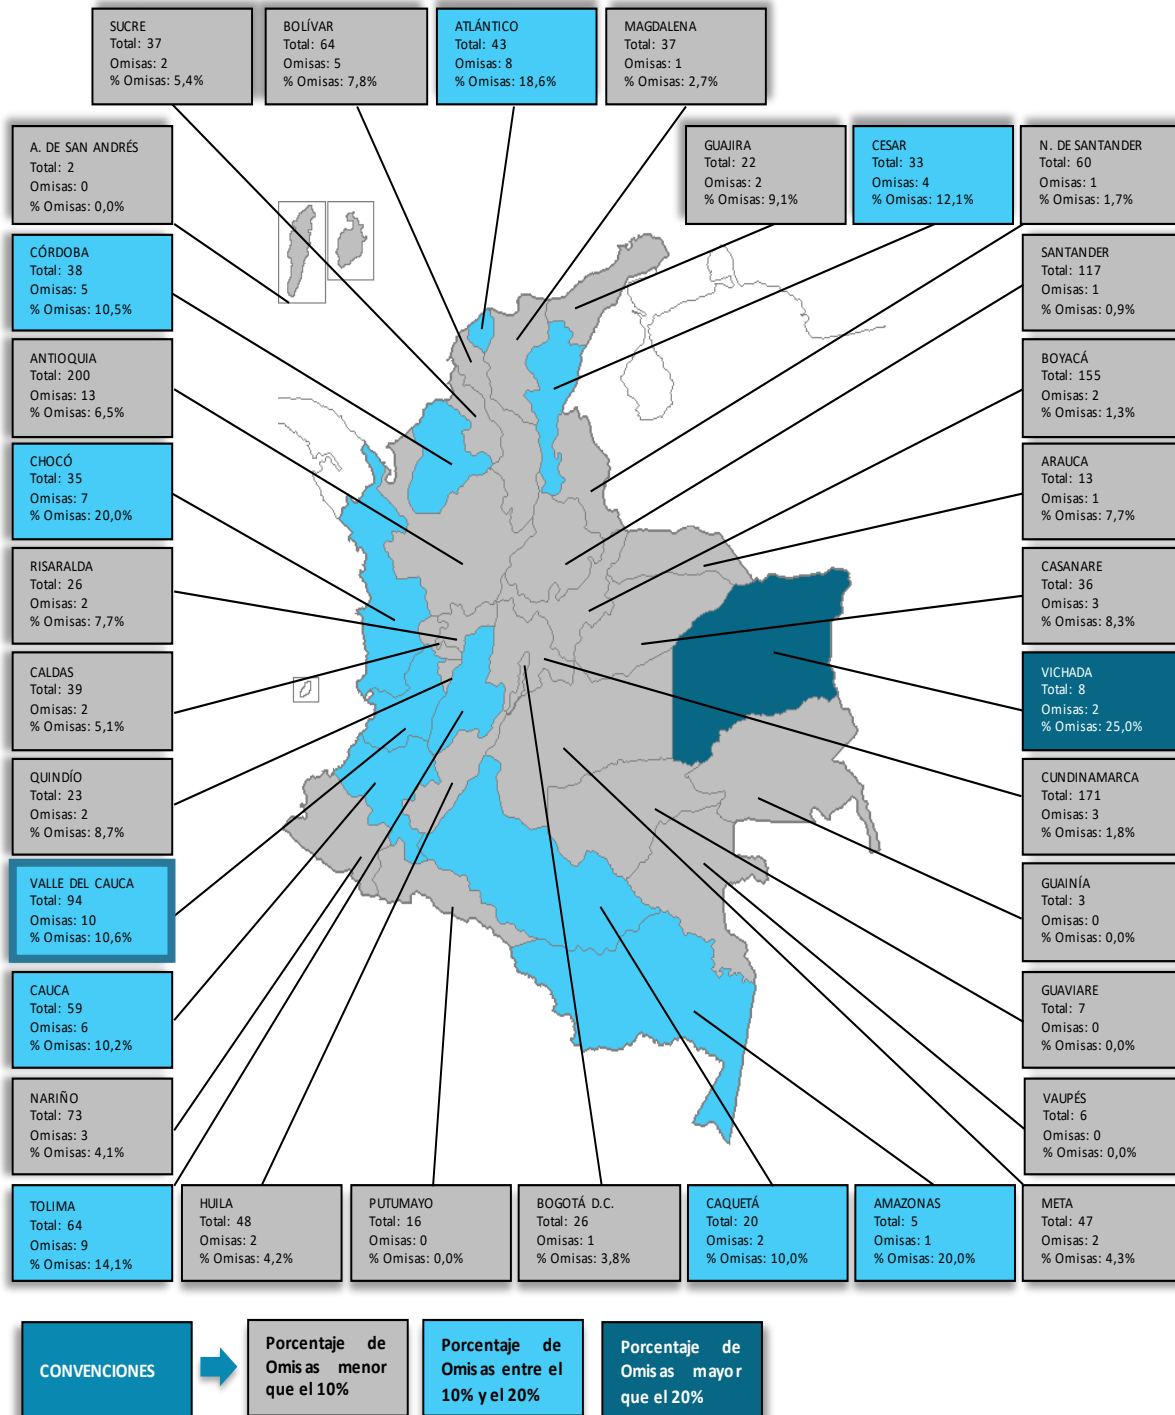 SUCRE
Total: 37
Omisas: 2
% Omisas: 5,4%
BOLÍVAR
Total: 64
Omisas: 5
% Omisas: 7,8%
ATLÁNTICO
Total: 43
Omisas: 8
% Omisas: 18,6%
MAGDALENA
Total: 37
Omisas: 1
% Omisas: 2,7%
A. DE SAN ANDRÉS
Total: 2
Omisas: 0
% Omisas: 0,0%
GUAJIRA
Total: 22
Omisas: 2
% Omisas: 9,1%
CESAR
Total: 33
Omisas: 4
% Omisas: 12,1%
N. DE SANTANDER
Total: 60
Omisas: 1
% Omisas: 1,7%
CÓRDOBA
Total: 38
Omisas: 5
% Omisas: 10,5%
SANTANDER
Total: 117
Omisas: 1
% Omisas: 0,9%
ANTIOQUIA
Total: 200
Omisas: 13
% Omisas: 6,5%
BOYACÁ
Total: 155
Omisas: 2
% Omisas: 1,3%
CHOCÓ
Total: 35
Omisas: 7
% Omisas: 20,0%
ARAUCA
Total: 13
Omisas: 1
% Omisas: 7,7%
RISARALDA
Total: 26
Omisas: 2
% Omisas: 7,7%
CASANARE
Total: 36
Omisas: 3
% Omisas: 8,3%
CALDAS
Total: 39
Omisas: 2
% Omisas: 5,1%
VICHADA
Total: 8
Omisas: 2
% Omisas: 25,0%
QUINDÍO
Total: 23
Omisas: 2
% Omisas: 8,7%
CUNDINAMARCA
Total: 171
Omisas: 3
% Omisas: 1,8%
VALLE DEL CAUCA
Total: 94
Omisas: 10
% Omisas: 10,6%
GUAINÍA
Total: 3
Omisas: 0
% Omisas: 0,0%
CAUCA
Total: 59
Omisas: 6
% Omisas: 10,2%
GUAVIARE
Total: 7
Omisas: 0
% Omisas: 0,0%
NARIÑO
Total: 73
Omisas: 3
% Omisas: 4,1%
VAUPÉS
Total: 6
Omisas: 0
% Omisas: 0,0%
TOLIMA
Total: 64
Omisas: 9
% Omisas: 14,1%
HUILA
Total: 48
Omisas: 2
% Omisas: 4,2%
PUTUMAYO
Total: 16
Omisas: 0
% Omisas: 0,0%
BOGOTÁ D.C.
Total: 26
Omisas: 1
% Omisas: 3,8%
CAQUETÁ
Total: 20
Omisas: 2
% Omisas: 10,0%
AMAZONAS
Total: 5
Omisas: 1
% Omisas: 20,0%
META
Total: 47
Omisas: 2
% Omisas: 4,3%
CONVENCIONES
Porcentaje de
Omisas menor
que el 10%
Porcentaje de
Omisas entre el
10% y el 20%
Porcentaje de
Omisas mayor
que el 20%